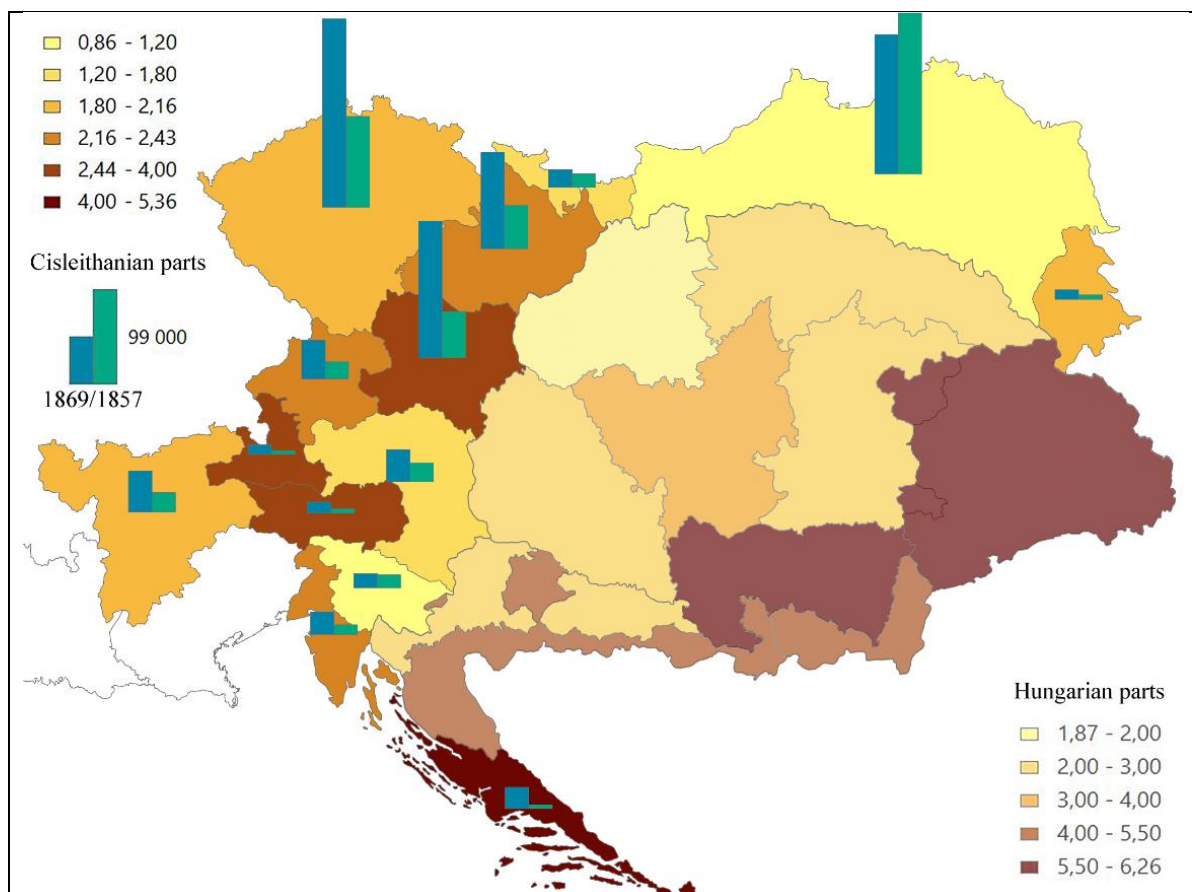 0,86 - 1,20
1,20 - 1,80
1,80 - 2,16
2,16 - 2,43
2,44 - 4,00
4,00 - 5,36
Cisleithanian parts
99 000
1869/1857
Hungarian parts
1,87 - 2,00
2,00 - 3,00
3,00 - 4,00
4,00 - 5,50
5,50 - 6,26